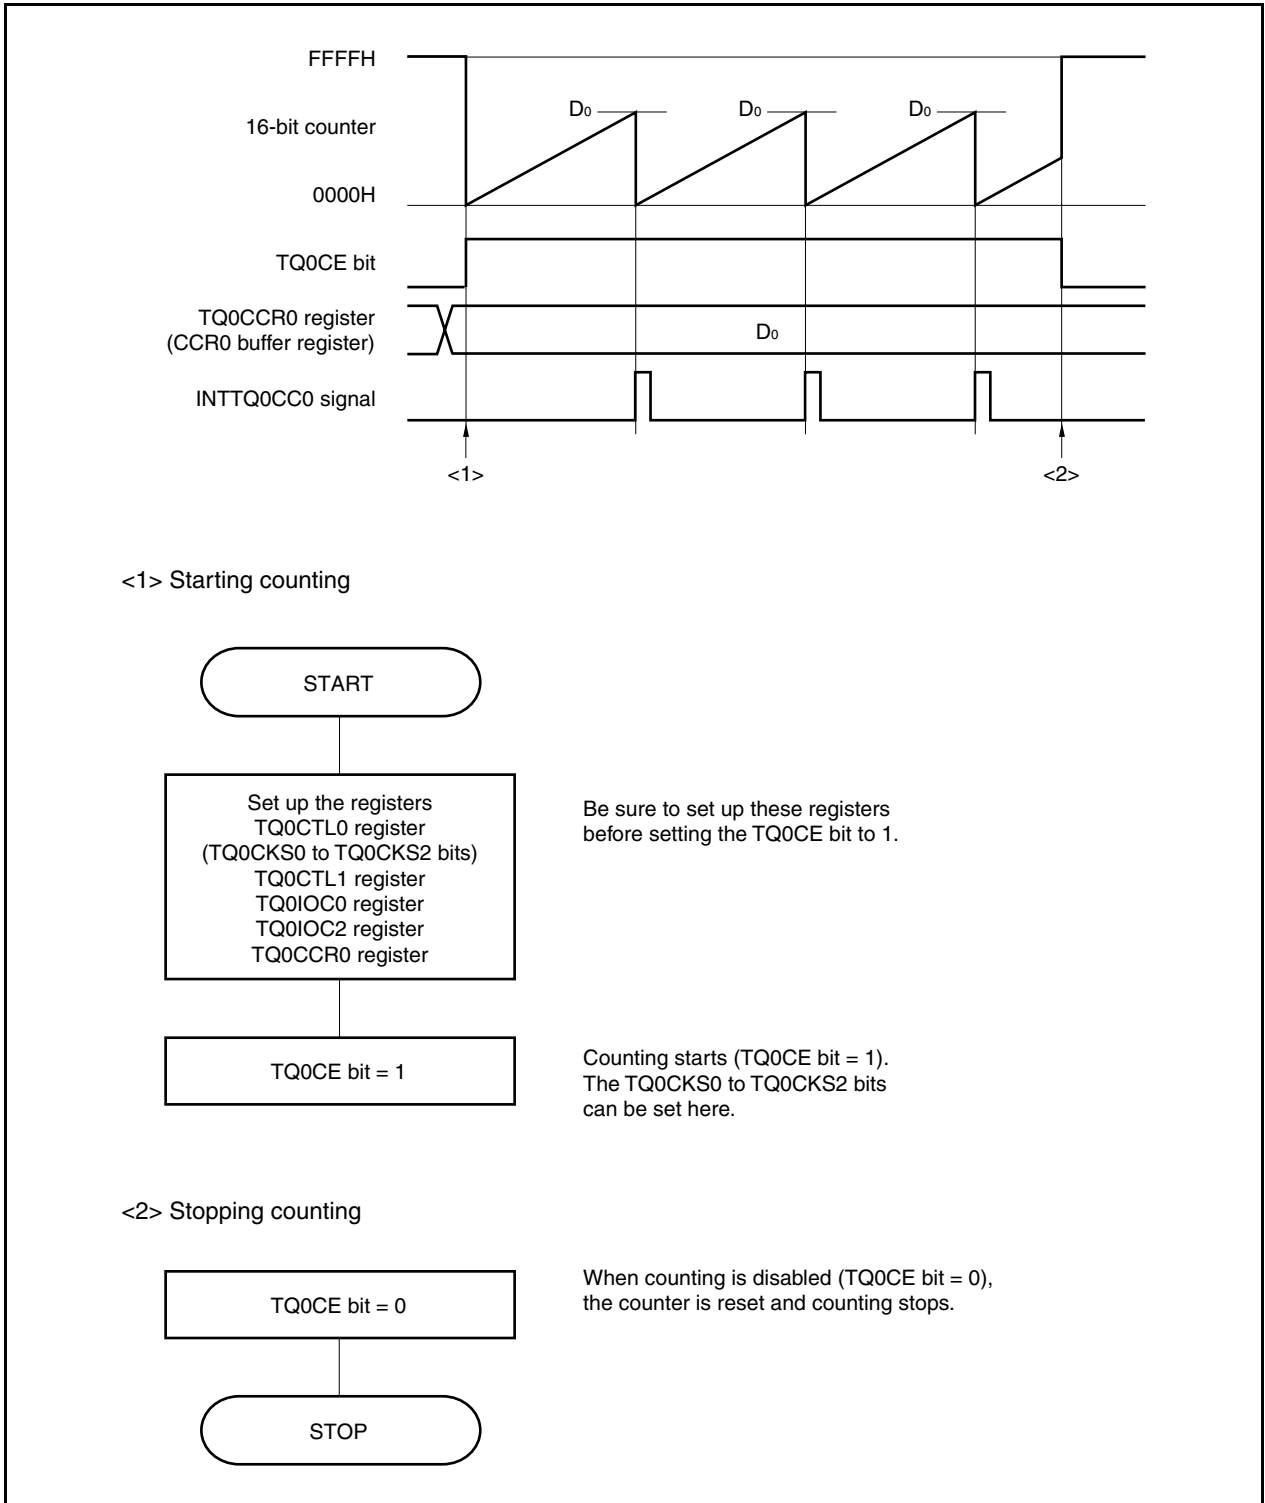 FFFFH
D0
D0
D0
16-bit counter
0000H
TQ0CE bit
TQ0CCR0 register
(CCR0 buffer register)
D0
INTTQ0CC0 signal
<1>
<2>
<1> Starting counting
START
Set up the registers
TQ0CTL0 register
(TQ0CKS0 to TQ0CKS2 bits)
TQ0CTL1 register
TQ0IOC0 register
TQ0IOC2 register
TQ0CCR0 register
Be sure to set up these registers
before setting the TQ0CE bit to 1.
TQ0CE bit = 1
Counting starts (TQ0CE bit = 1).
The TQ0CKS0 to TQ0CKS2 bits
can be set here.
<2> Stopping counting
TQ0CE bit = 0
When counting is disabled (TQ0CE bit = 0),
the counter is reset and counting stops.
STOP